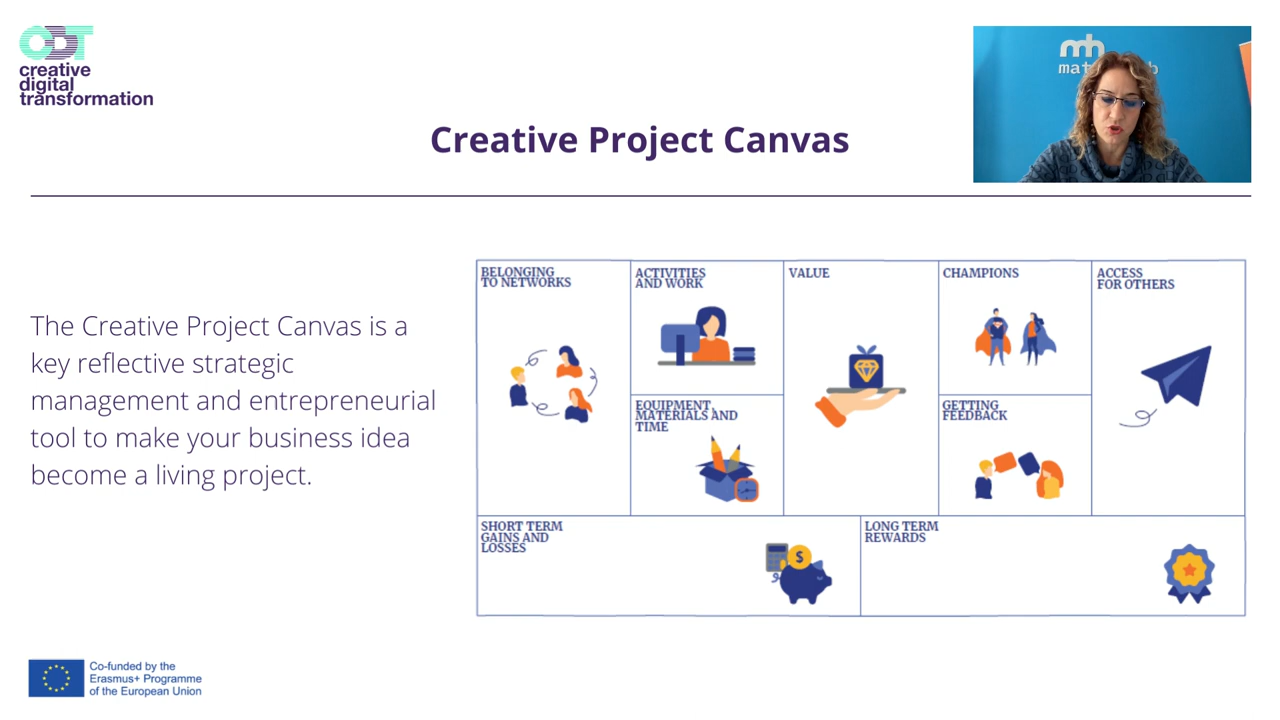 CDT
creative
digital
transformation
mh
Creative Project Canvas
The Creative Project Canvas is a
key reflective strategic
management and entrepreneurial
tool to make your business idea
become a living project.
BELONGING
TO NETWORKS
ACTIVITIES
AND WORK
EQUIPMENT,
MATERIALS AND
TIME
VALUE
CHAMPIONS
GETTING
FEEDBACK
ACCESS
FOR OTHERS
SHORT TERM
GAINS AND
LOSSES
$
LONG TERM
REWARDS
Co-funded by the
Erasmus+ Programme
of the European Union